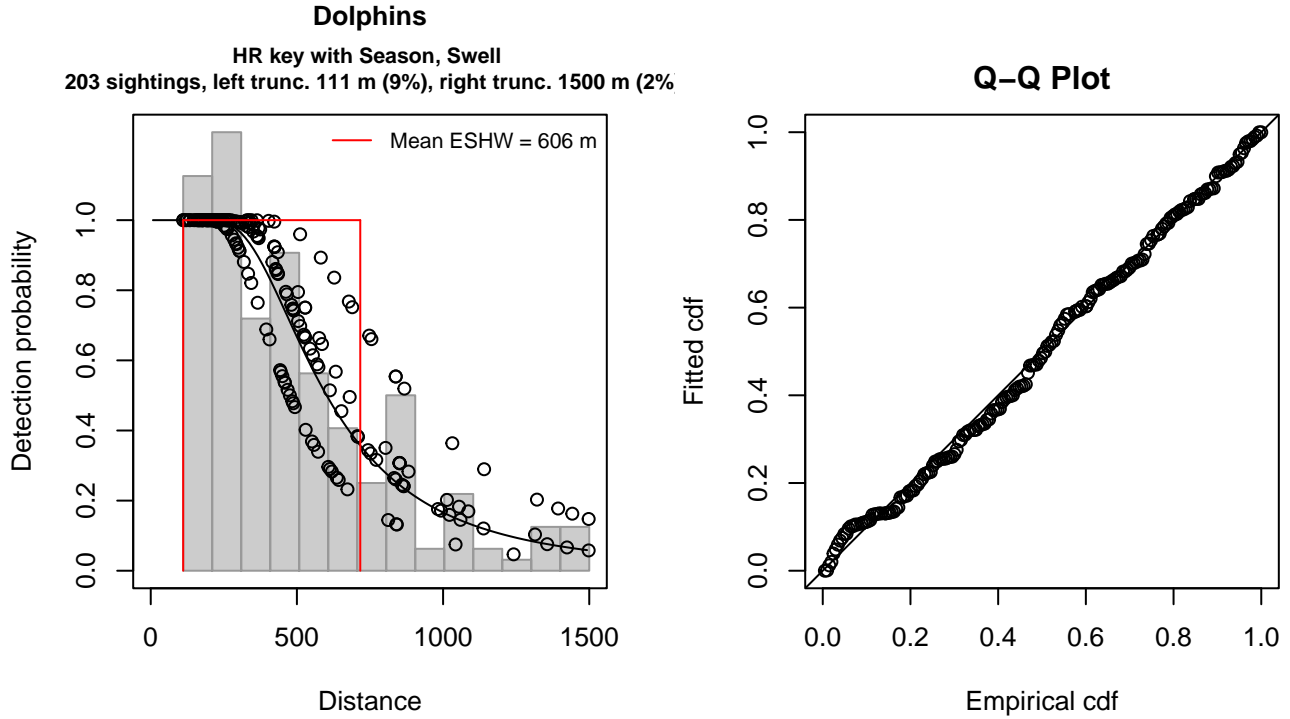 Dolphins
HR key with Season, Swell
203 sightings, left trunc. 111 m (9%), right trunc. 1500 m (2%
Mean ESHW = 606 m
Detection probability
0.0
0.2
0.4
0.6
0.8
1.0
0
500
1000
1500
Distance
Q−Q Plot
Fitted cdf
0.0
0.2
0.4
0.6
0.8
1.0
0.0
0.2
0.4
0.6
0.8
1.0
Empirical cdf